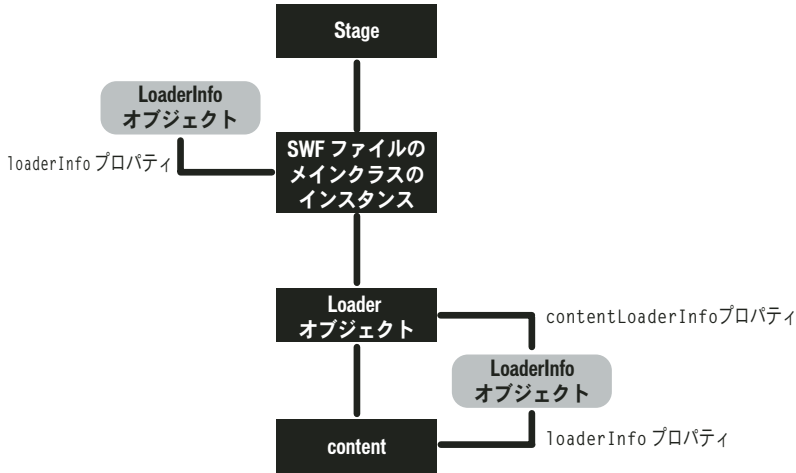 Stage
LoaderInfo
オブジェクト
loaderInfo プロパティ
SWF ファイルの
メインクラスの
インスタンス
Loader
オブジェクト
contentLoaderInfoプロパティ
LoaderInfo
オブジェクト
content
loaderInfo プロパティ